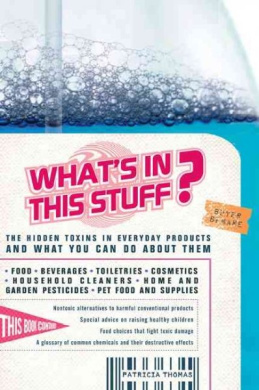 WHAT'S IN
THIS STUFF?
BUYER
BEWARE
THE HIDDEN TOXINS IN EVERYDAY PRODUCTS
AND WHAT YOU CAN DO ABOUT THEM
• FOOD • BEVERAGES • TOILETRIES • COSMETICS
• HOUSEHOLD CLEANERS • HOME AND
GARDEN PESTICIDES • PET FOOD AND SUPPLIES
THIS BOOK CONTAINS
Nontoxic alternatives to harmful conventional products
Special advice on raising healthy children
Food choices that fight toxic damage
A glossary of common chemicals and their destructive effects
PATRICIA THOMAS